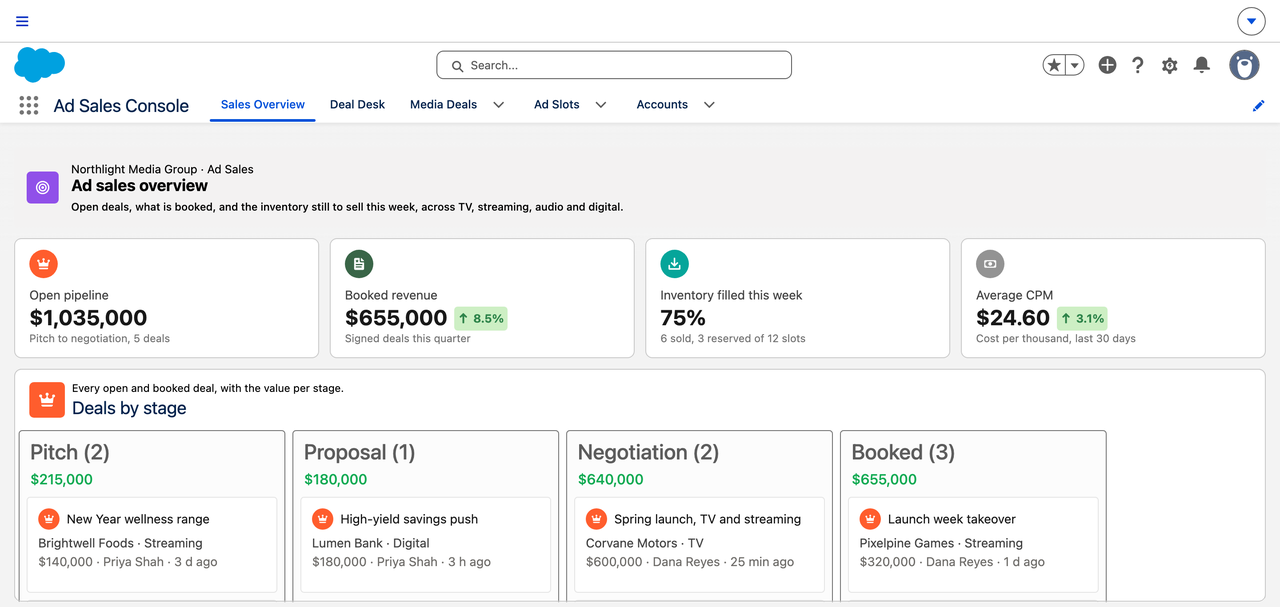 Search...
Ad Sales Console
Sales Overview
Deal Desk
Media Deals
Ad Slots
Accounts
Northlight Media Group · Ad Sales
Ad sales overview
Open deals, what is booked, and the inventory still to sell this week, across TV, streaming, audio and digital.
Open pipeline
$1,035,000
Pitch to negotiation, 5 deals
Booked revenue
$655,000 ↑ 8.5%
Signed deals this quarter
Inventory filled this week
75%
6 sold, 3 reserved of 12 slots
Average CPM
$24.60 ↑ 3.1%
Cost per thousand, last 30 days
Every open and booked deal, with the value per stage.
Deals by stage
Pitch (2)
$215,000
New Year wellness range
Brightwell Foods · Streaming
$140,000 · Priya Shah · 3 d ago
Proposal (1)
$180,000
High-yield savings push
Lumen Bank · Digital
$180,000 · Priya Shah · 3 h ago
Negotiation (2)
$640,000
Spring launch, TV and streaming
Corvane Motors · TV
$600,000 · Dana Reyes · 25 min ago
Booked (3)
$655,000
Launch week takeover
Pixelpine Games · Streaming
$320,000 · Dana Reyes · 1 d ago